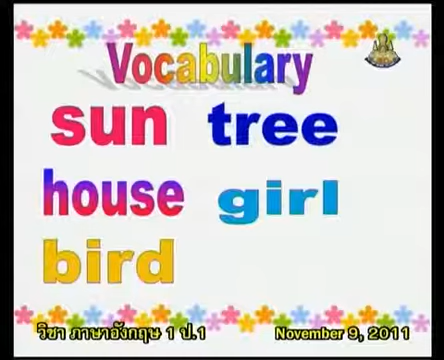 Vocabulary
sun tree
house girl
bird
วิชา ภาษาอังกฤษ 1 ป.1 November 9, 2011